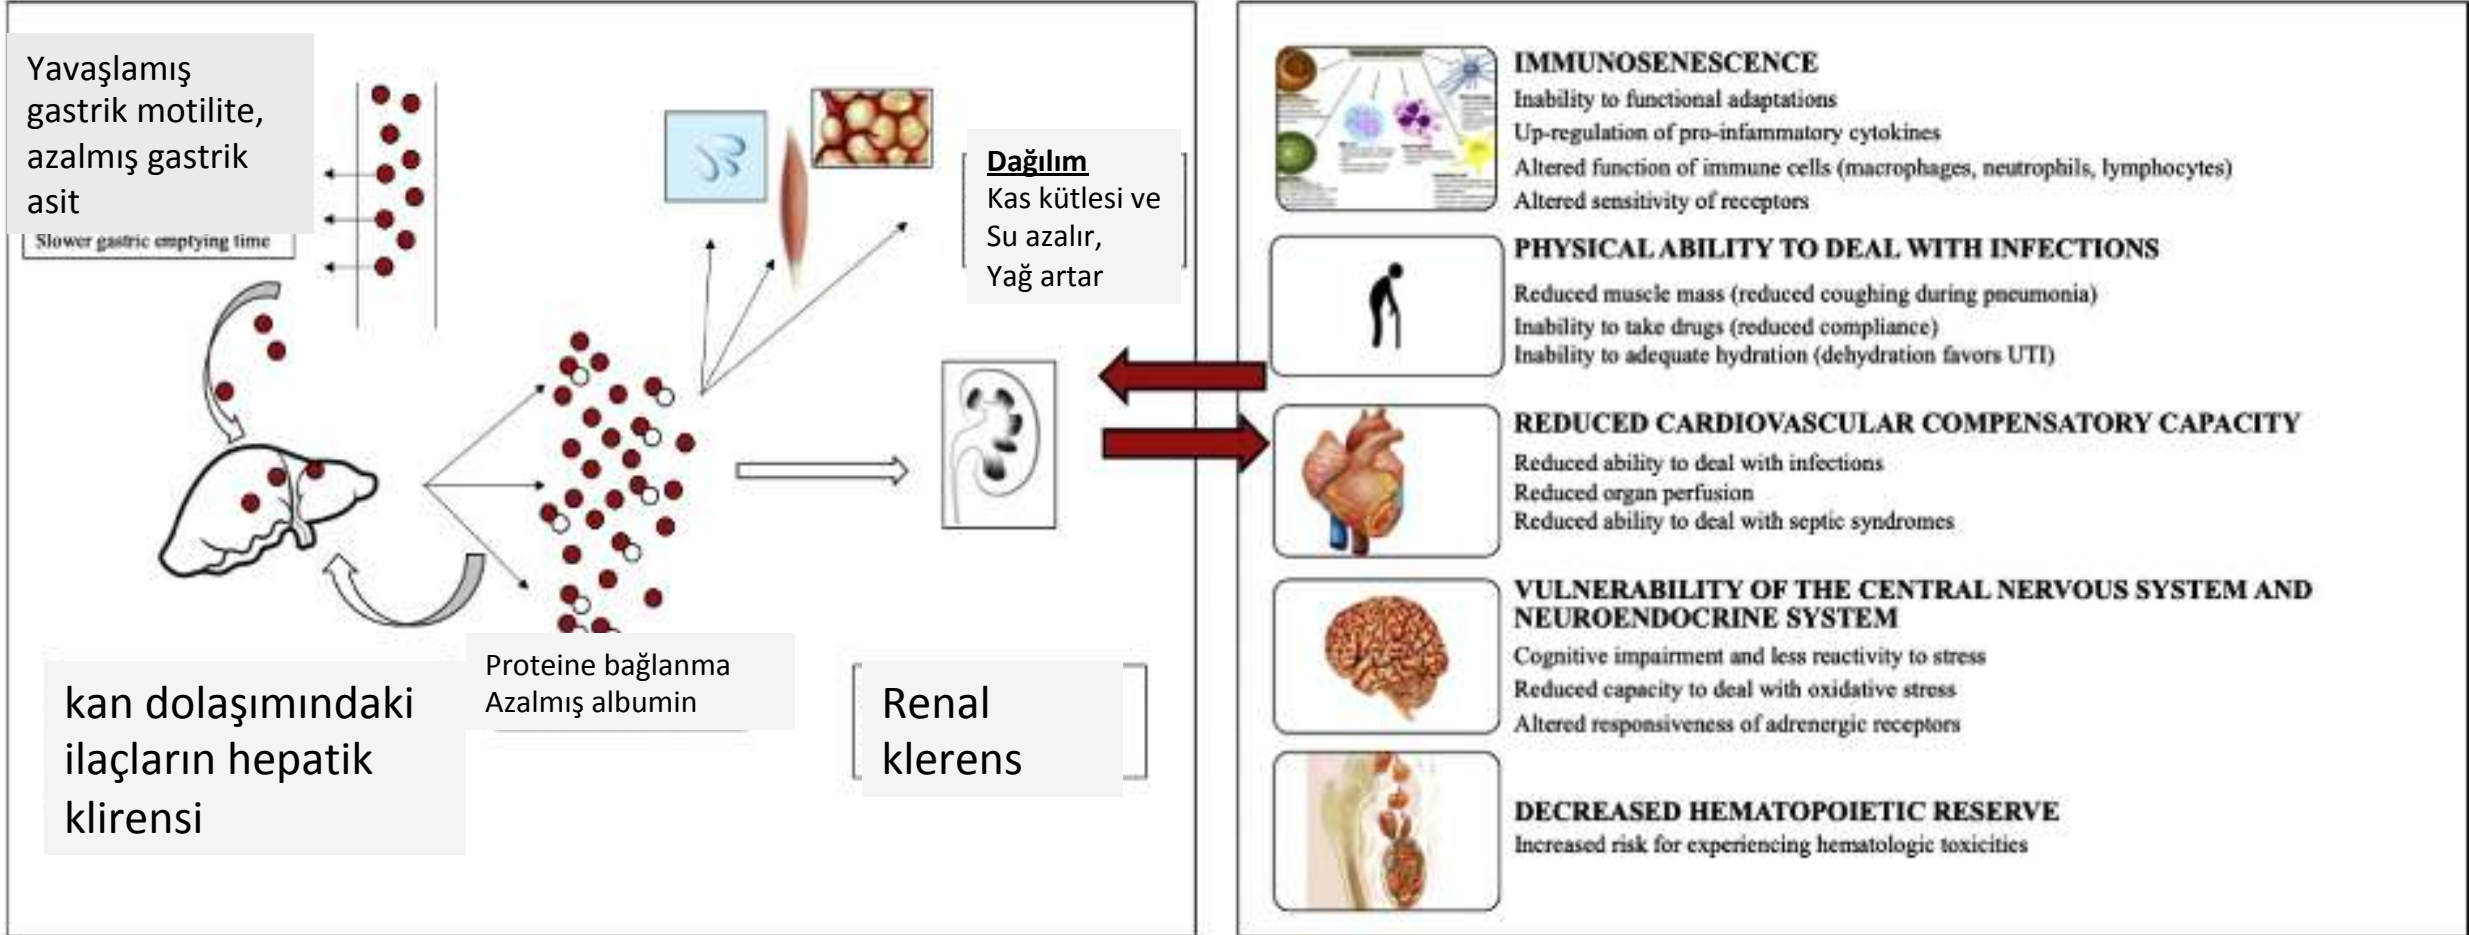 Yavaşlamış
gastrik motilite,
azalmış gastrik
asit
Slower gastric emptying time
Dağılım
Kas kütlesi ve
Su azalır,
Yağ artar
kan dolaşımındaki
ilaçların hepatik
klirensi
Proteine bağlanma
Azalmış albumin
Renal
klerens
IMMUNOSENESCENCE
Inability to functional adaptations
Up-regulation of pro-infammatory cytokines
Altered function of immune cells (macrophages, neutrophils, lymphocytes)
Altered sensitivity of receptors
PHYSICAL ABILITY TO DEAL WITH INFECTIONS
Reduced muscle mass (reduced coughing during pneumonia)
Inability to take drugs (reduced compliance)
Inability to adequate hydration (dehydration favors UTI)
REDUCED CARDIOVASCULAR COMPENSATORY CAPACITY
Reduced ability to deal with infections
Reduced organ perfusion
Reduced ability to deal with septic syndromes
VULNERABILITY OF THE CENTRAL NERVOUS SYSTEM AND
NEUROENDOCRINE SYSTEM
Cognitive impairment and less reactivity to stress
Reduced capacity to deal with oxidative stress
Altered responsiveness of adrenergic receptors
DECREASED HEMATOPOIETIC RESERVE
Increased risk for experiencing hematologic toxicities